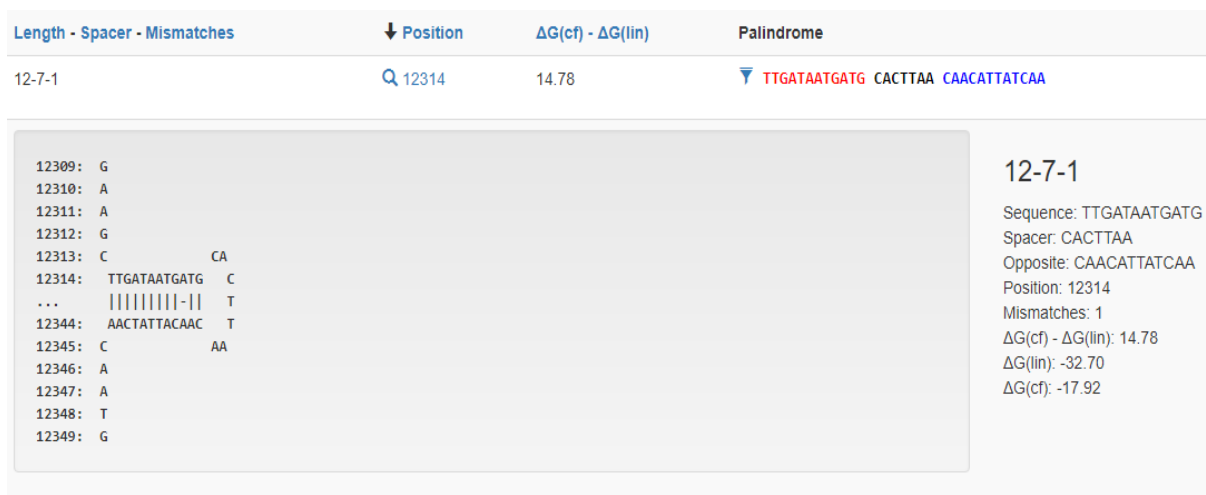 Length - Spacer - Mismatches Position ΔG(cf) - ΔG(lin) Palindrome
12-7-1 12314 14.78 TTGATAATGATG CACTTAA CAACATTATCAA
12309: G
12310: A
12311: A
12312: G
12313: C CA
12314: TTGATAATGATG C
... |||||||||-|| T
12344: AACTATTACAAC T
12345: C AA
12346: A
12347: A
12348: T
12349: G
12-7-1
Sequence: TTGATAATGATG
Spacer: CACTTAA
Opposite: CAACATTATCAA
Position: 12314
Mismatches: 1
ΔG(cf) - ΔG(lin): 14.78
ΔG(lin): -32.70
ΔG(cf): -17.92